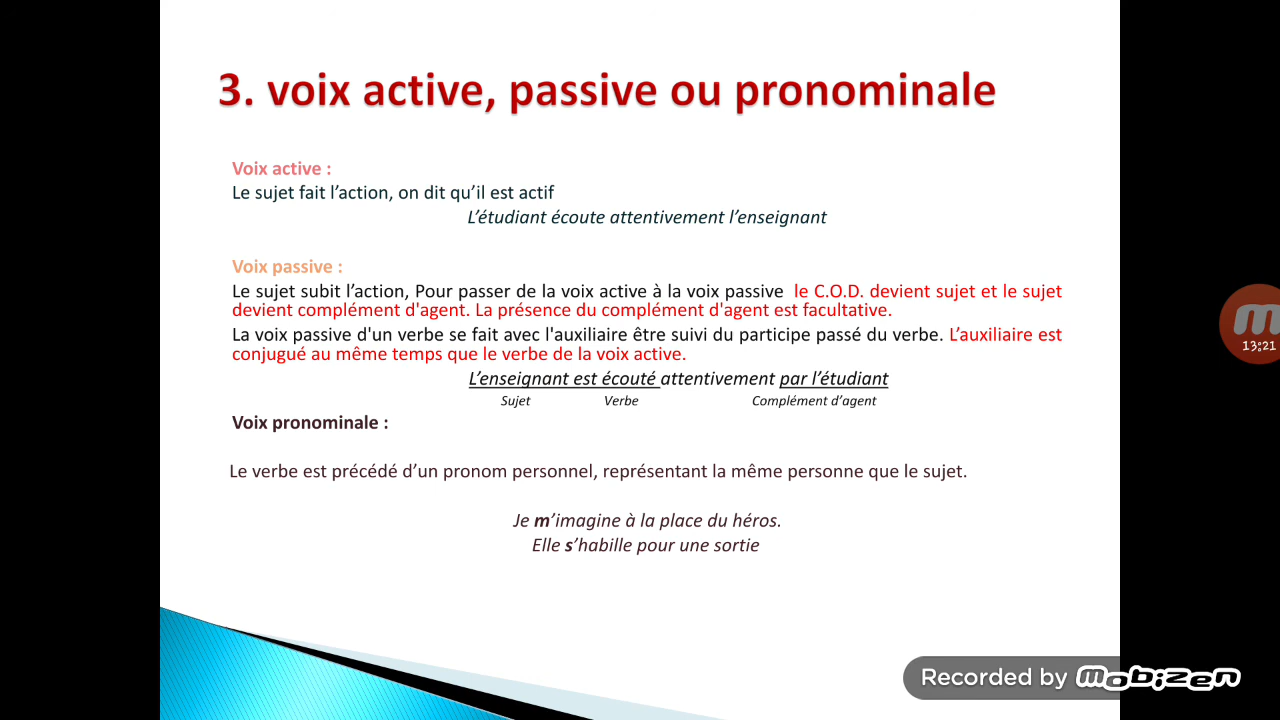 3. voix active, passive ou pronominale
Voix active :
Le sujet fait l’action, on dit qu’il est actif
L’étudiant écoute attentivement l’enseignant
Voix passive :
Le sujet subit l’action, Pour passer de la voix active à la voix passive le C.O.D. devient sujet et le sujet
devient complément d'agent. La présence du complément d'agent est facultative.
La voix passive d'un verbe se fait avec l'auxiliaire être suivi du participe passé du verbe. L’auxiliaire est
conjugué au même temps que le verbe de la voix active.
L’enseignant est écouté attentivement par l’étudiant
Sujet Verbe Complément d’agent
Voix pronominale :
Le verbe est précédé d’un pronom personnel, représentant la même personne que le sujet.
Je m’imagine à la place du héros.
Elle s’habille pour une sortie
13:21
Recorded by mobizen